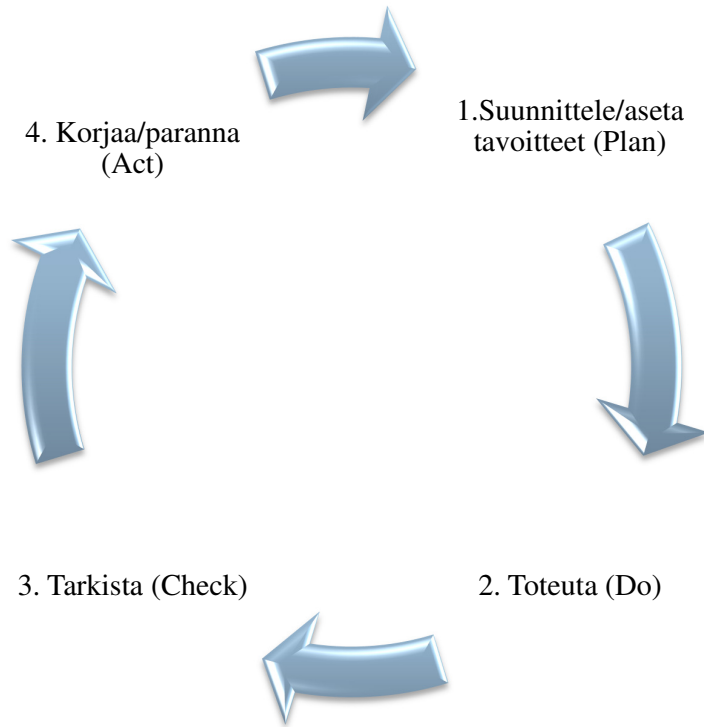 1.Suunnittele/aseta
tavoitteet (Plan)
2. Toteuta (Do)
3. Tarkista (Check)
4. Korjaa/paranna
(Act)